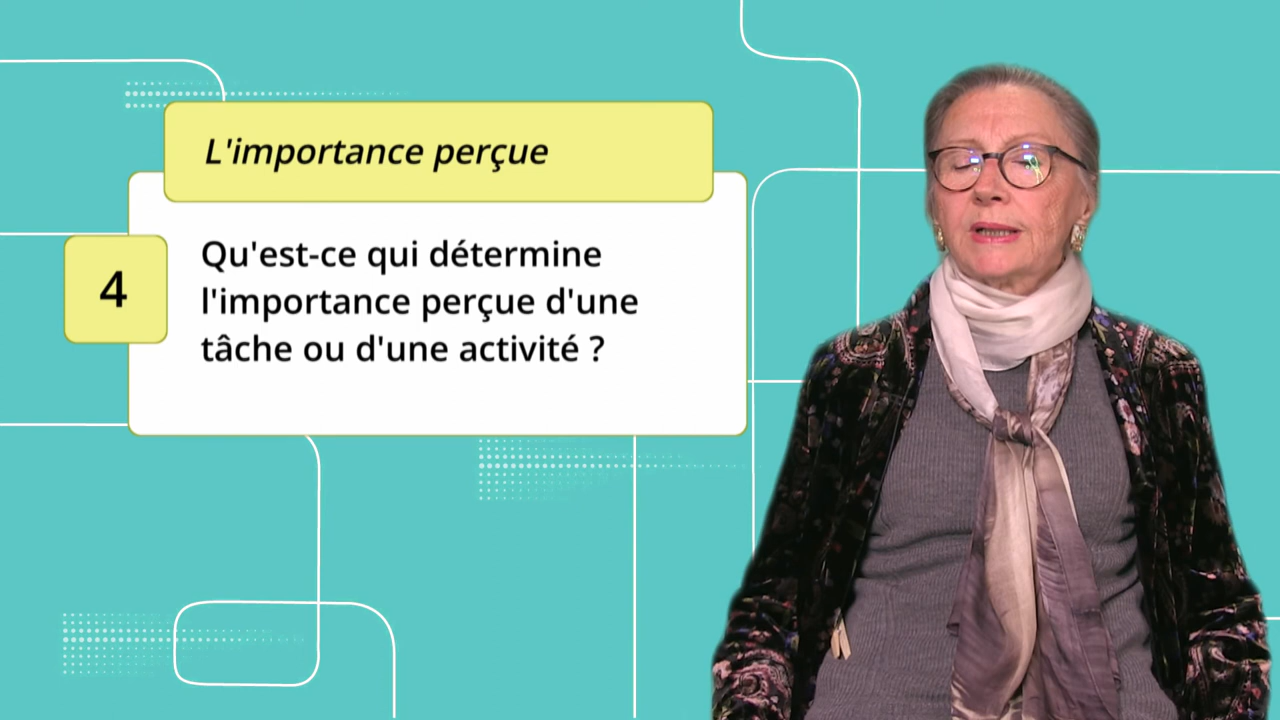 L'importance perçue
4
Qu'est-ce qui détermine
l'importance perçue d'une
tâche ou d'une activité ?